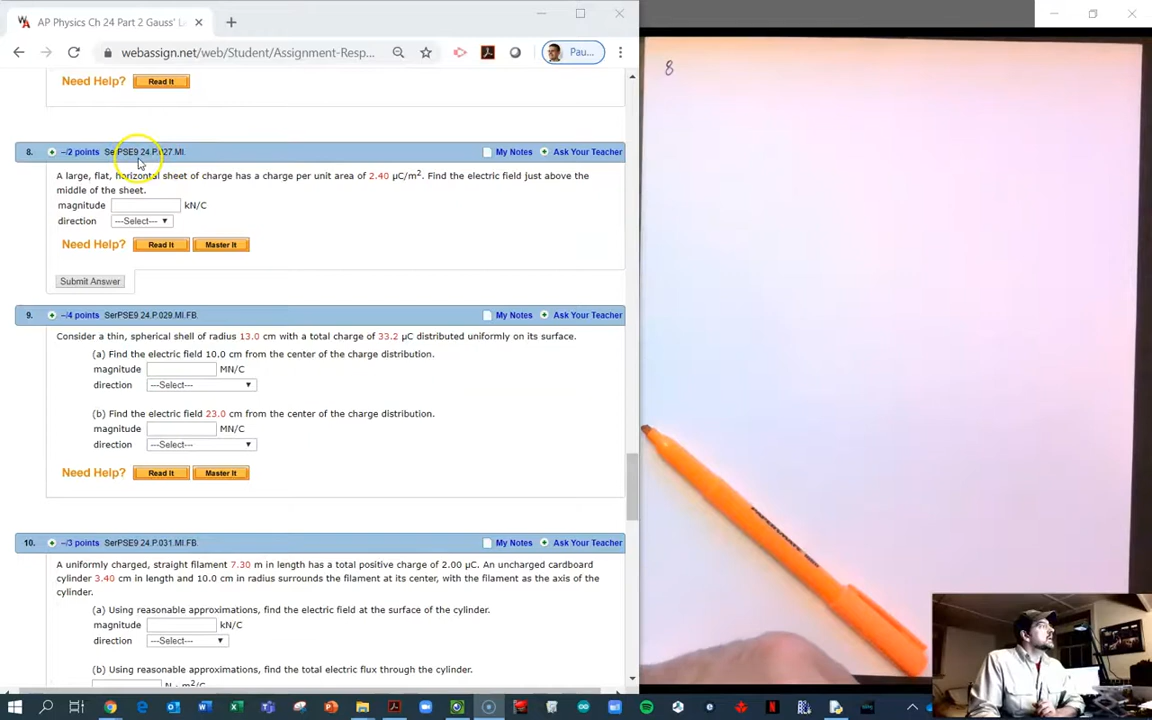 AP Physics Ch 24 Part 2 Gauss' La
webassign.net/web/Student/Assignment-Resp...
Pau...
Need Help? Read It
8. –/2 points SerPSE9 24.P.027.MI. My Notes Ask Your Teacher
A large, flat, horizontal sheet of charge has a charge per unit area of 2.40 µC/m². Find the electric field just above the
middle of the sheet.
magnitude kN/C
direction ---Select---
Need Help? Read It Master It
Submit Answer
9. –/4 points SerPSE9 24.P.029.MI.FB. My Notes Ask Your Teacher
Consider a thin, spherical shell of radius 13.0 cm with a total charge of 33.2 µC distributed uniformly on its surface.
(a) Find the electric field 10.0 cm from the center of the charge distribution.
magnitude MN/C
direction ---Select---
(b) Find the electric field 23.0 cm from the center of the charge distribution.
magnitude MN/C
direction ---Select---
Need Help? Read It Master It
10. –/3 points SerPSE9 24.P.031.MI.FB. My Notes Ask Your Teacher
A uniformly charged, straight filament 7.30 m in length has a total positive charge of 2.00 µC. An uncharged cardboard
cylinder 3.40 cm in length and 10.0 cm in radius surrounds the filament at its center, with the filament as the axis of the
cylinder.
(a) Using reasonable approximations, find the electric field at the surface of the cylinder.
magnitude kN/C
direction ---Select---
(b) Using reasonable approximations, find the total electric flux through the cylinder.
N · m²/C
8